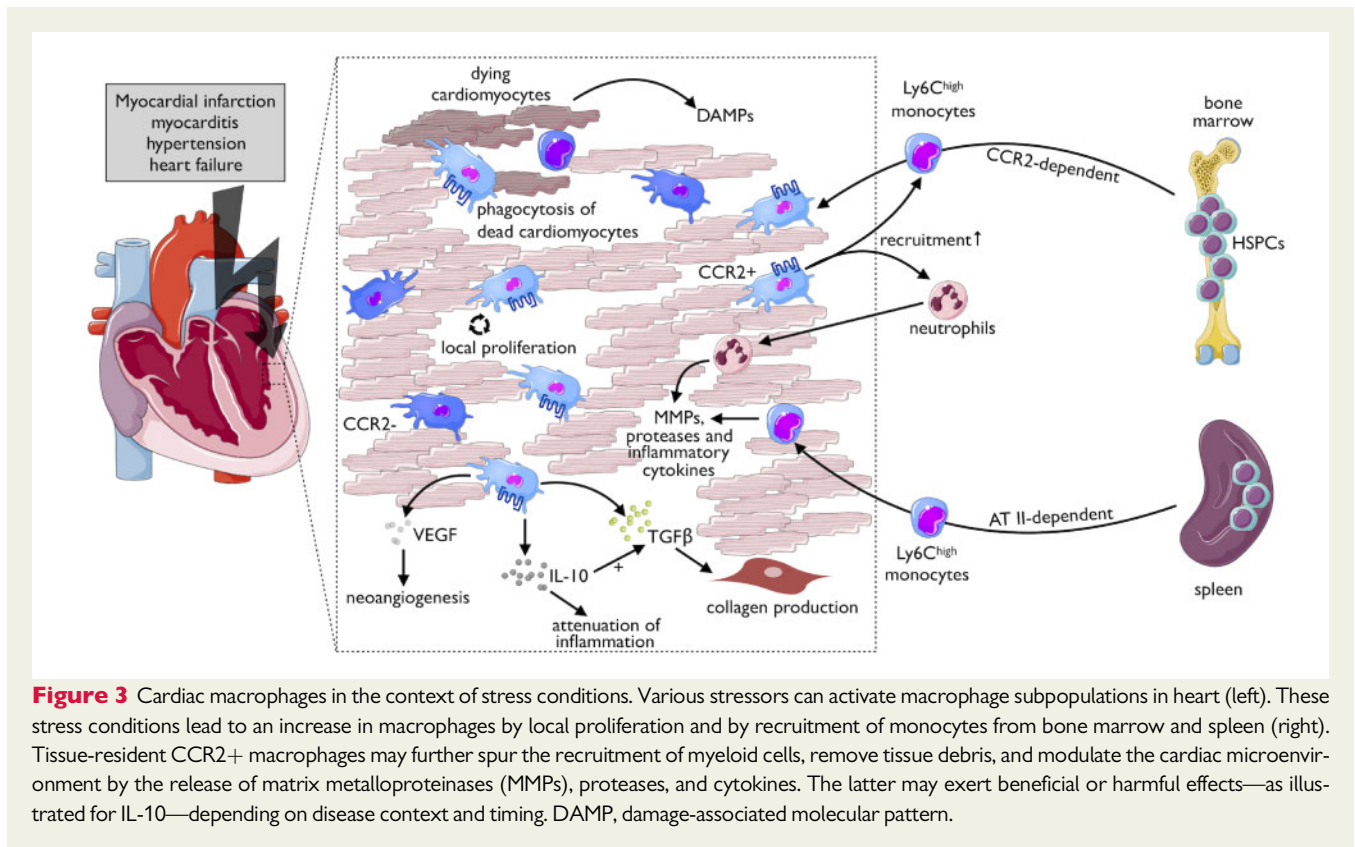 Myocardial infarction
myocarditis
hypertension
heart failure
dying
cardiomyocytes
DAMPs
phagocytosis of
dead cardiomyocytes
CCR2+
local proliferation
CCR2-
MMPs,
proteases and
inflammatory
cytokines
VEGF
neoangiogenesis
IL-10
+
TGFβ
attenuation of
inflammation
collagen production
Ly6Chigh
monocytes
CCR2-dependent
recruitment↑
neutrophils
bone
marrow
HSPCs
AT II-dependent
Ly6Chigh
monocytes
spleen
Figure 3 Cardiac macrophages in the context of stress conditions. Various stressors can activate macrophage subpopulations in heart (left). These
stress conditions lead to an increase in macrophages by local proliferation and by recruitment of monocytes from bone marrow and spleen (right).
Tissue-resident CCR2+ macrophages may further spur the recruitment of myeloid cells, remove tissue debris, and modulate the cardiac microenvir-
onment by the release of matrix metalloproteinases (MMPs), proteases, and cytokines. The latter may exert beneficial or harmful effects—as illus-
trated for IL-10—depending on disease context and timing. DAMP, damage-associated molecular pattern.